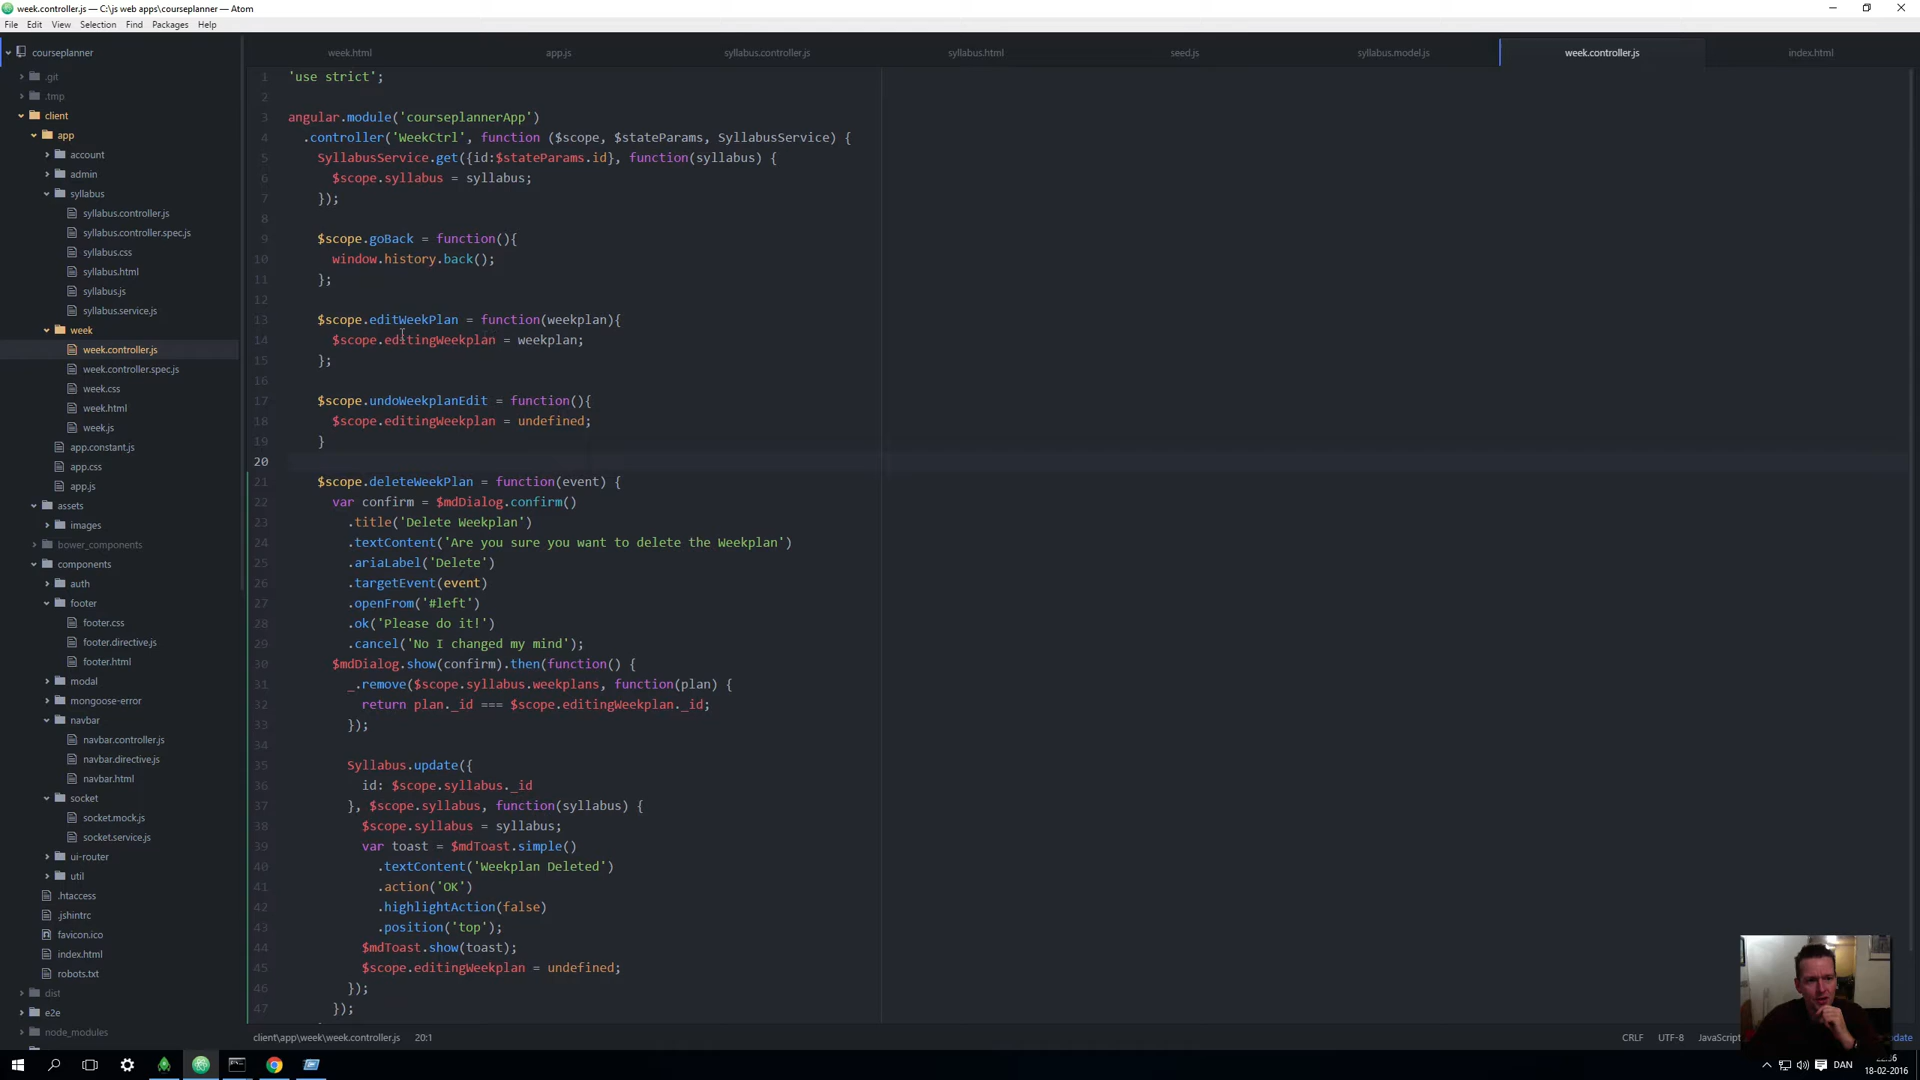 week.controller.js — C:\js web apps\courseplanner — Atom
File Edit View Selection Find Packages Help
courseplanner
.git
.tmp
client
app
account
admin
syllabus
syllabus.controller.js
syllabus.controller.spec.js
syllabus.css
syllabus.html
syllabus.js
syllabus.service.js
week
week.controller.js
week.controller.spec.js
week.css
week.html
week.js
app.constant.js
app.css
app.js
assets
images
bower_components
components
auth
footer
footer.css
footer.directive.js
footer.html
modal
mongoose-error
navbar
navbar.controller.js
navbar.directive.js
navbar.html
socket
socket.mock.js
socket.service.js
ui-router
util
.htaccess
.jshintrc
favicon.ico
index.html
robots.txt
dist
e2e
node_modules
week.html app.js syllabus.controller.js syllabus.html seed.js syllabus.model.js week.controller.js index.html
1 'use strict';
2
3 angular.module('courseplannerApp')
4 .controller('WeekCtrl', function ($scope, $stateParams, SyllabusService) {
5 SyllabusService.get({id:$stateParams.id}, function(syllabus) {
6 $scope.syllabus = syllabus;
7 });
8
9 $scope.goBack = function(){
10 window.history.back();
11 };
12
13 $scope.editWeekPlan = function(weekplan){
14 $scope.editingWeekplan = weekplan;
15 };
16
17 $scope.undoWeekplanEdit = function(){
18 $scope.editingWeekplan = undefined;
19 }
20
21 $scope.deleteWeekPlan = function(event) {
22 var confirm = $mdDialog.confirm()
23 .title('Delete Weekplan')
24 .textContent('Are you sure you want to delete the Weekplan')
25 .ariaLabel('Delete')
26 .targetEvent(event)
27 .openFrom('#left')
28 .ok('Please do it!')
29 .cancel('No I changed my mind');
30 $mdDialog.show(confirm).then(function() {
31 _.remove($scope.syllabus.weekplans, function(plan) {
32 return plan._id === $scope.editingWeekplan._id;
33 });
34
35 Syllabus.update({
36 id: $scope.syllabus._id
37 }, $scope.syllabus, function(syllabus) {
38 $scope.syllabus = syllabus;
39 var toast = $mdToast.simple()
40 .textContent('Weekplan Deleted')
41 .action('OK')
42 .highlightAction(false)
43 .position('top');
44 $mdToast.show(toast);
45 $scope.editingWeekplan = undefined;
46 });
47 });
client\app\week\week.controller.js 20:1 CRLF UTF-8 JavaScript
DAN
18-02-2016